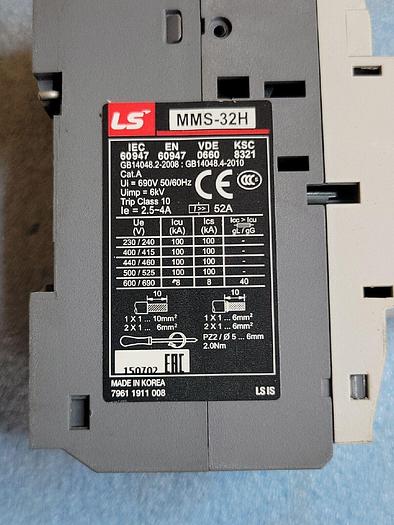 LS MMS-32H
IEC EN VDE KSC
60947 60947 0660 8321
GB14048.2-2008 : GB14048.4-2010
Cat.A
Ui = 690V 50/60Hz
Uimp = 6kV
Trip Class 10
Ie = 2.5~4A I>> 52A
CE CCC
Ue (V) Icu (kA) Ics (kA) Icc > Icu gL / gG
230 / 240 100 100 -
400 / 415 100 100 -
440 / 460 100 100 -
500 / 525 100 100 -
600 / 690 8 8 40
10 10
1 X 1 ... 10mm² 1 X 1 ... 6mm²
2 X 1 ... 6mm² 2 X 1 ... 6mm²
PZ2 / Ø 5 ... 6mm
2.0Nm
150702 EAC
MADE IN KOREA
7961 1911 008 LS IS